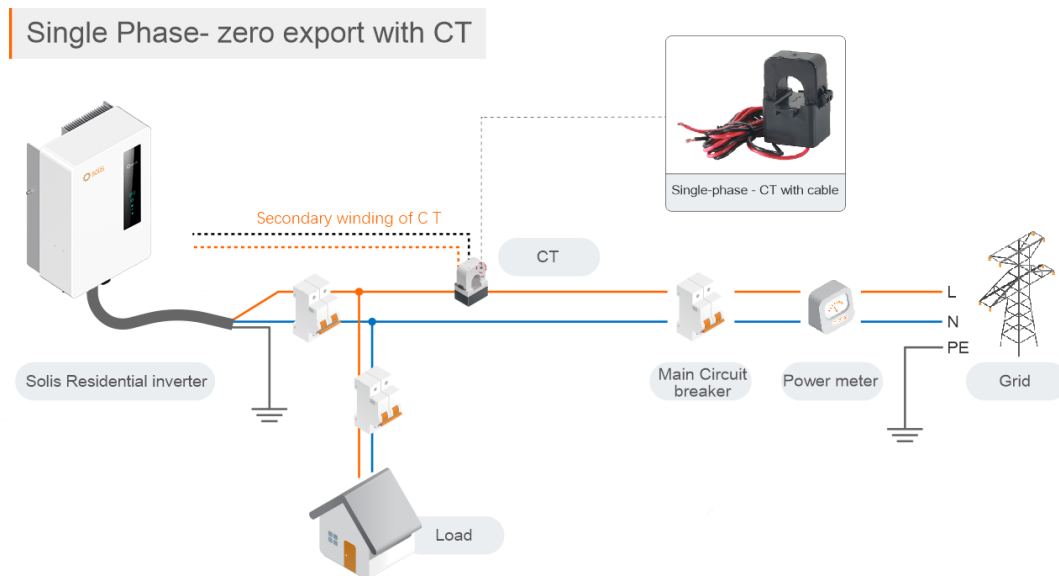 Single Phase- zero export with CT
solis
Single-phase - CT with cable
Secondary winding of C T
CT
L
N
PE
Solis Residential inverter
Main Circuit
breaker
Power meter
Grid
Load